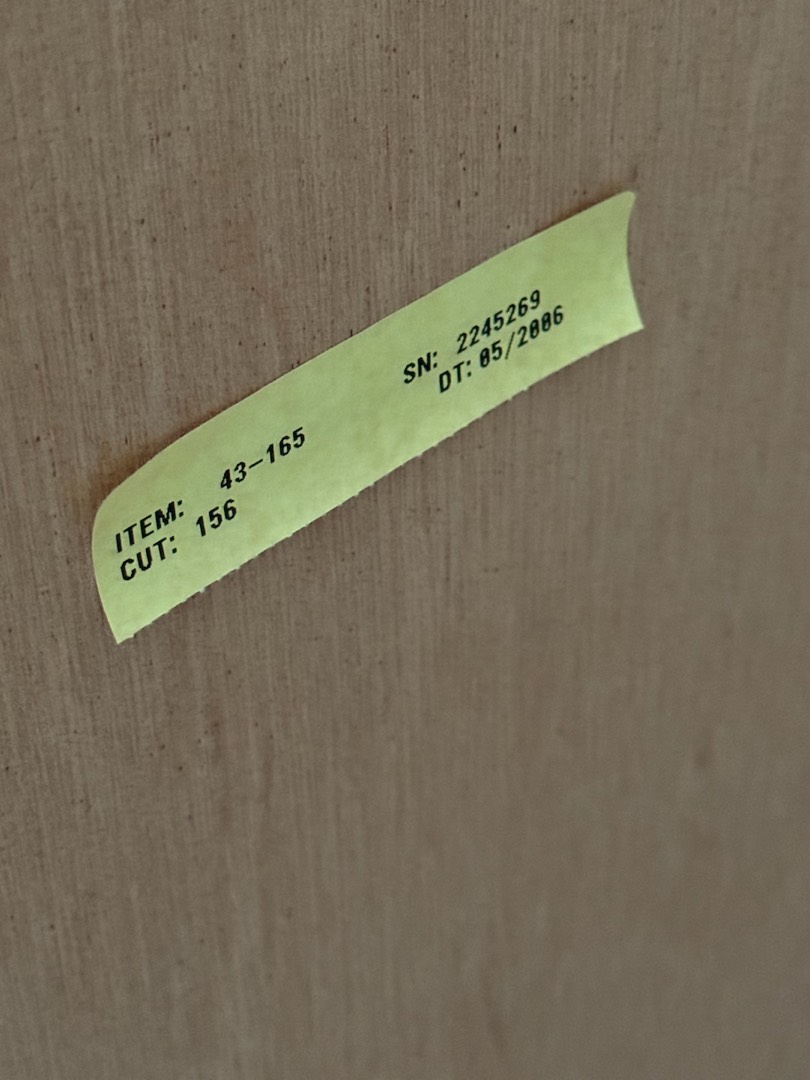 ITEM: 43-165
CUT: 156
SN: 2245269
DT: 05/2006